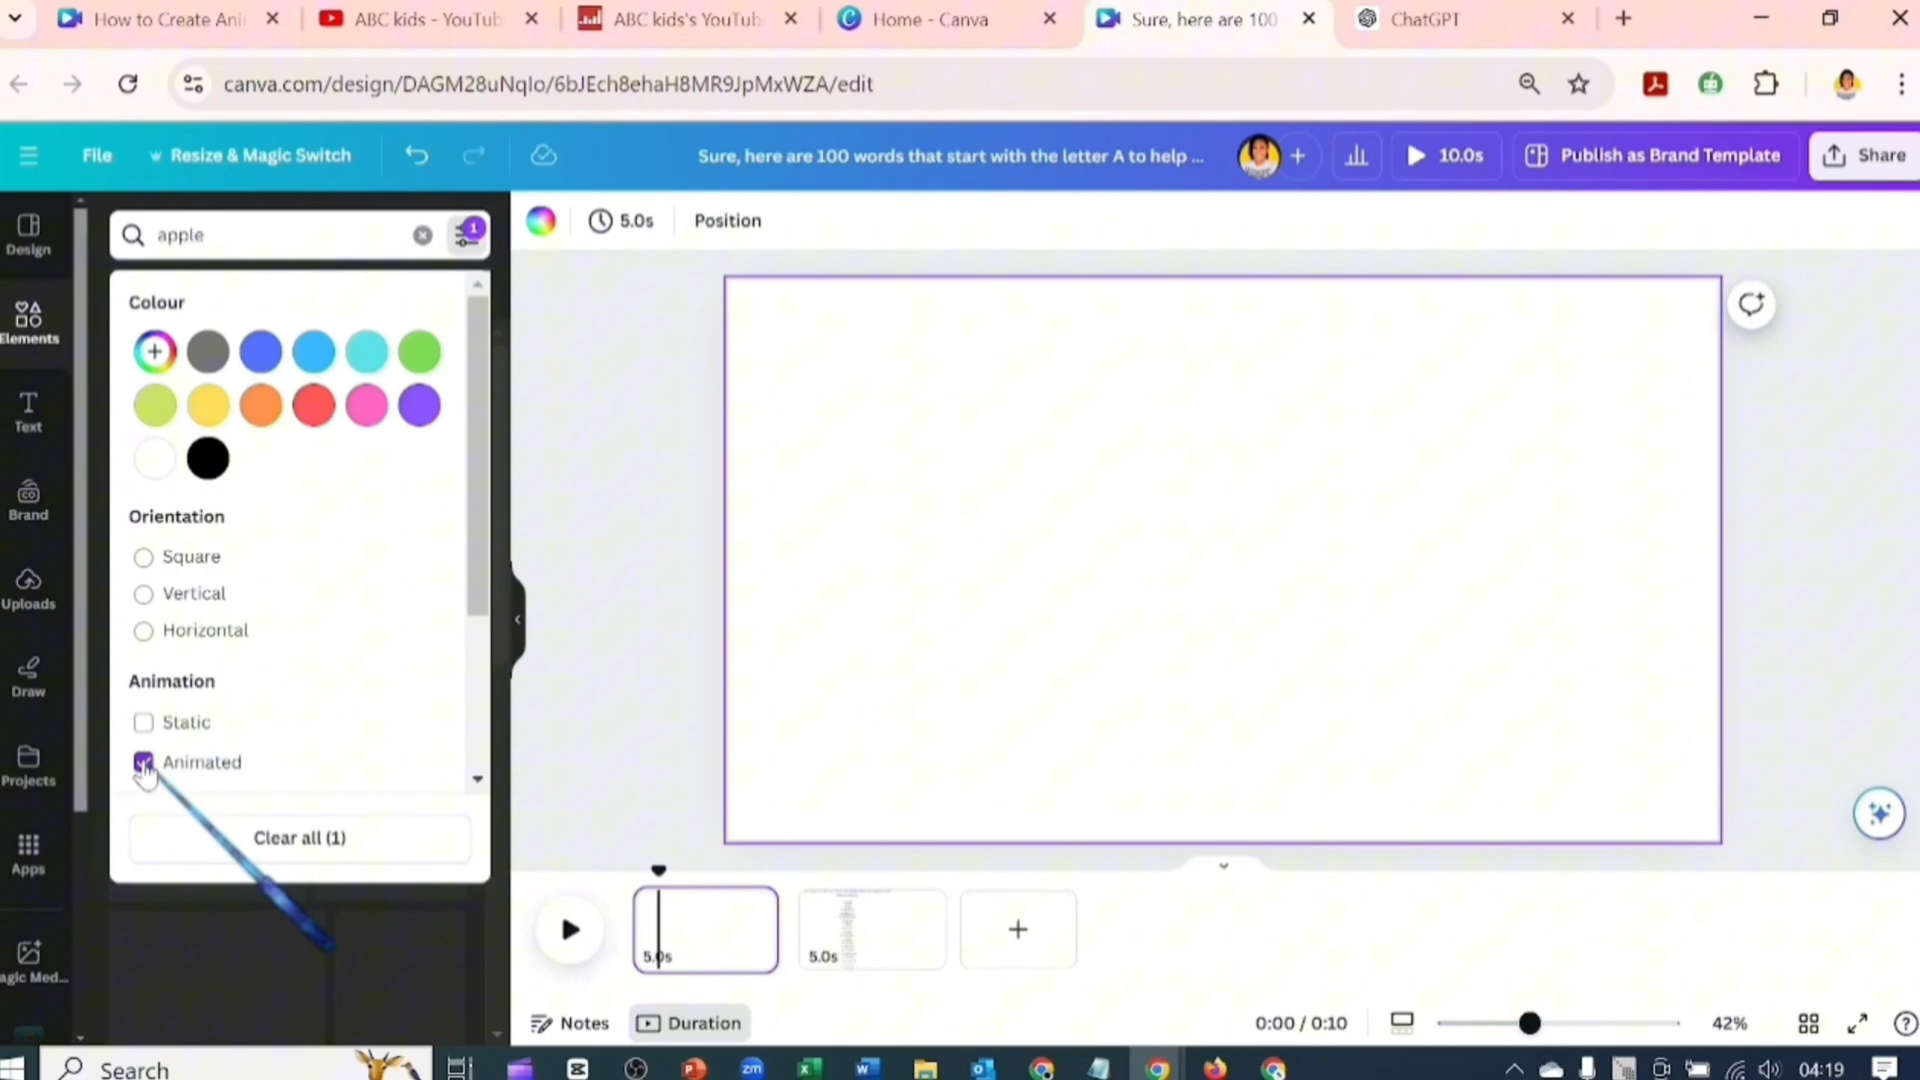 How to Create Ani
ABC kids - YouTub
ABC kids's YouTub
Home - Canva
Sure, here are 100
ChatGPT
canva.com/design/DAGM28uNqIo/6bJEch8ehaH8MR9JpMxWZA/edit
File
Resize & Magic Switch
Sure, here are 100 words that start with the letter A to help ...
10.0s
Publish as Brand Template
Share
Design
Elements
Text
Brand
Uploads
Draw
Projects
Apps
agic Med...
apple
1
Colour
Orientation
Square
Vertical
Horizontal
Animation
Static
Animated
Clear all (1)
5.0s
Position
5.0s
5.0s
Notes
Duration
0:00 / 0:10
42%
Search
04:19